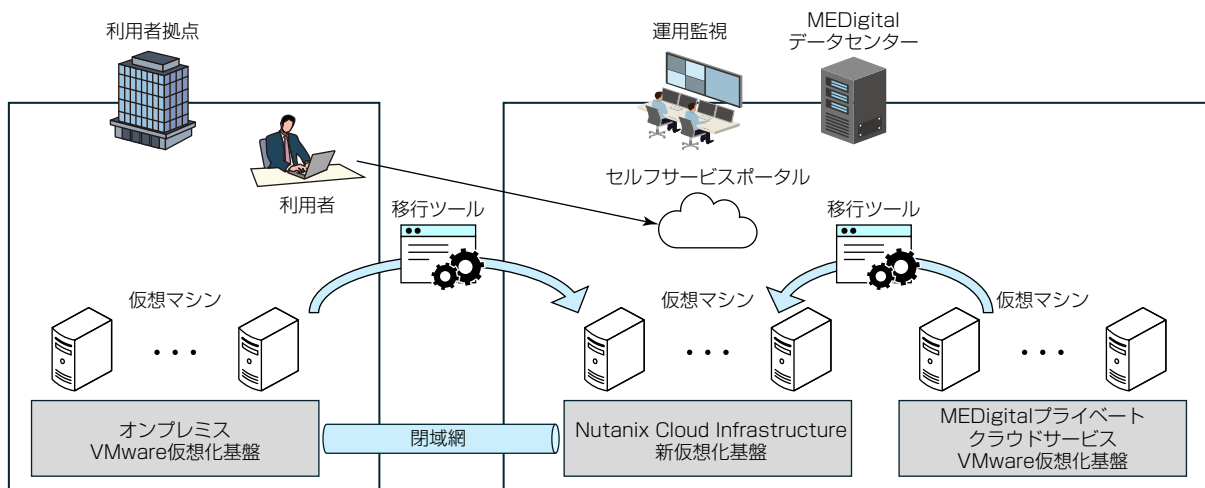 利用者拠点
利用者
運用監視
MEDigital
データセンター
セルフサービスポータル
移行ツール
移行ツール
仮想マシン
仮想マシン
仮想マシン
オンプレミス
VMware仮想化基盤
閉域網
Nutanix Cloud Infrastructure
新仮想化基盤
MEDigitalプライベート
クラウドサービス
VMware仮想化基盤